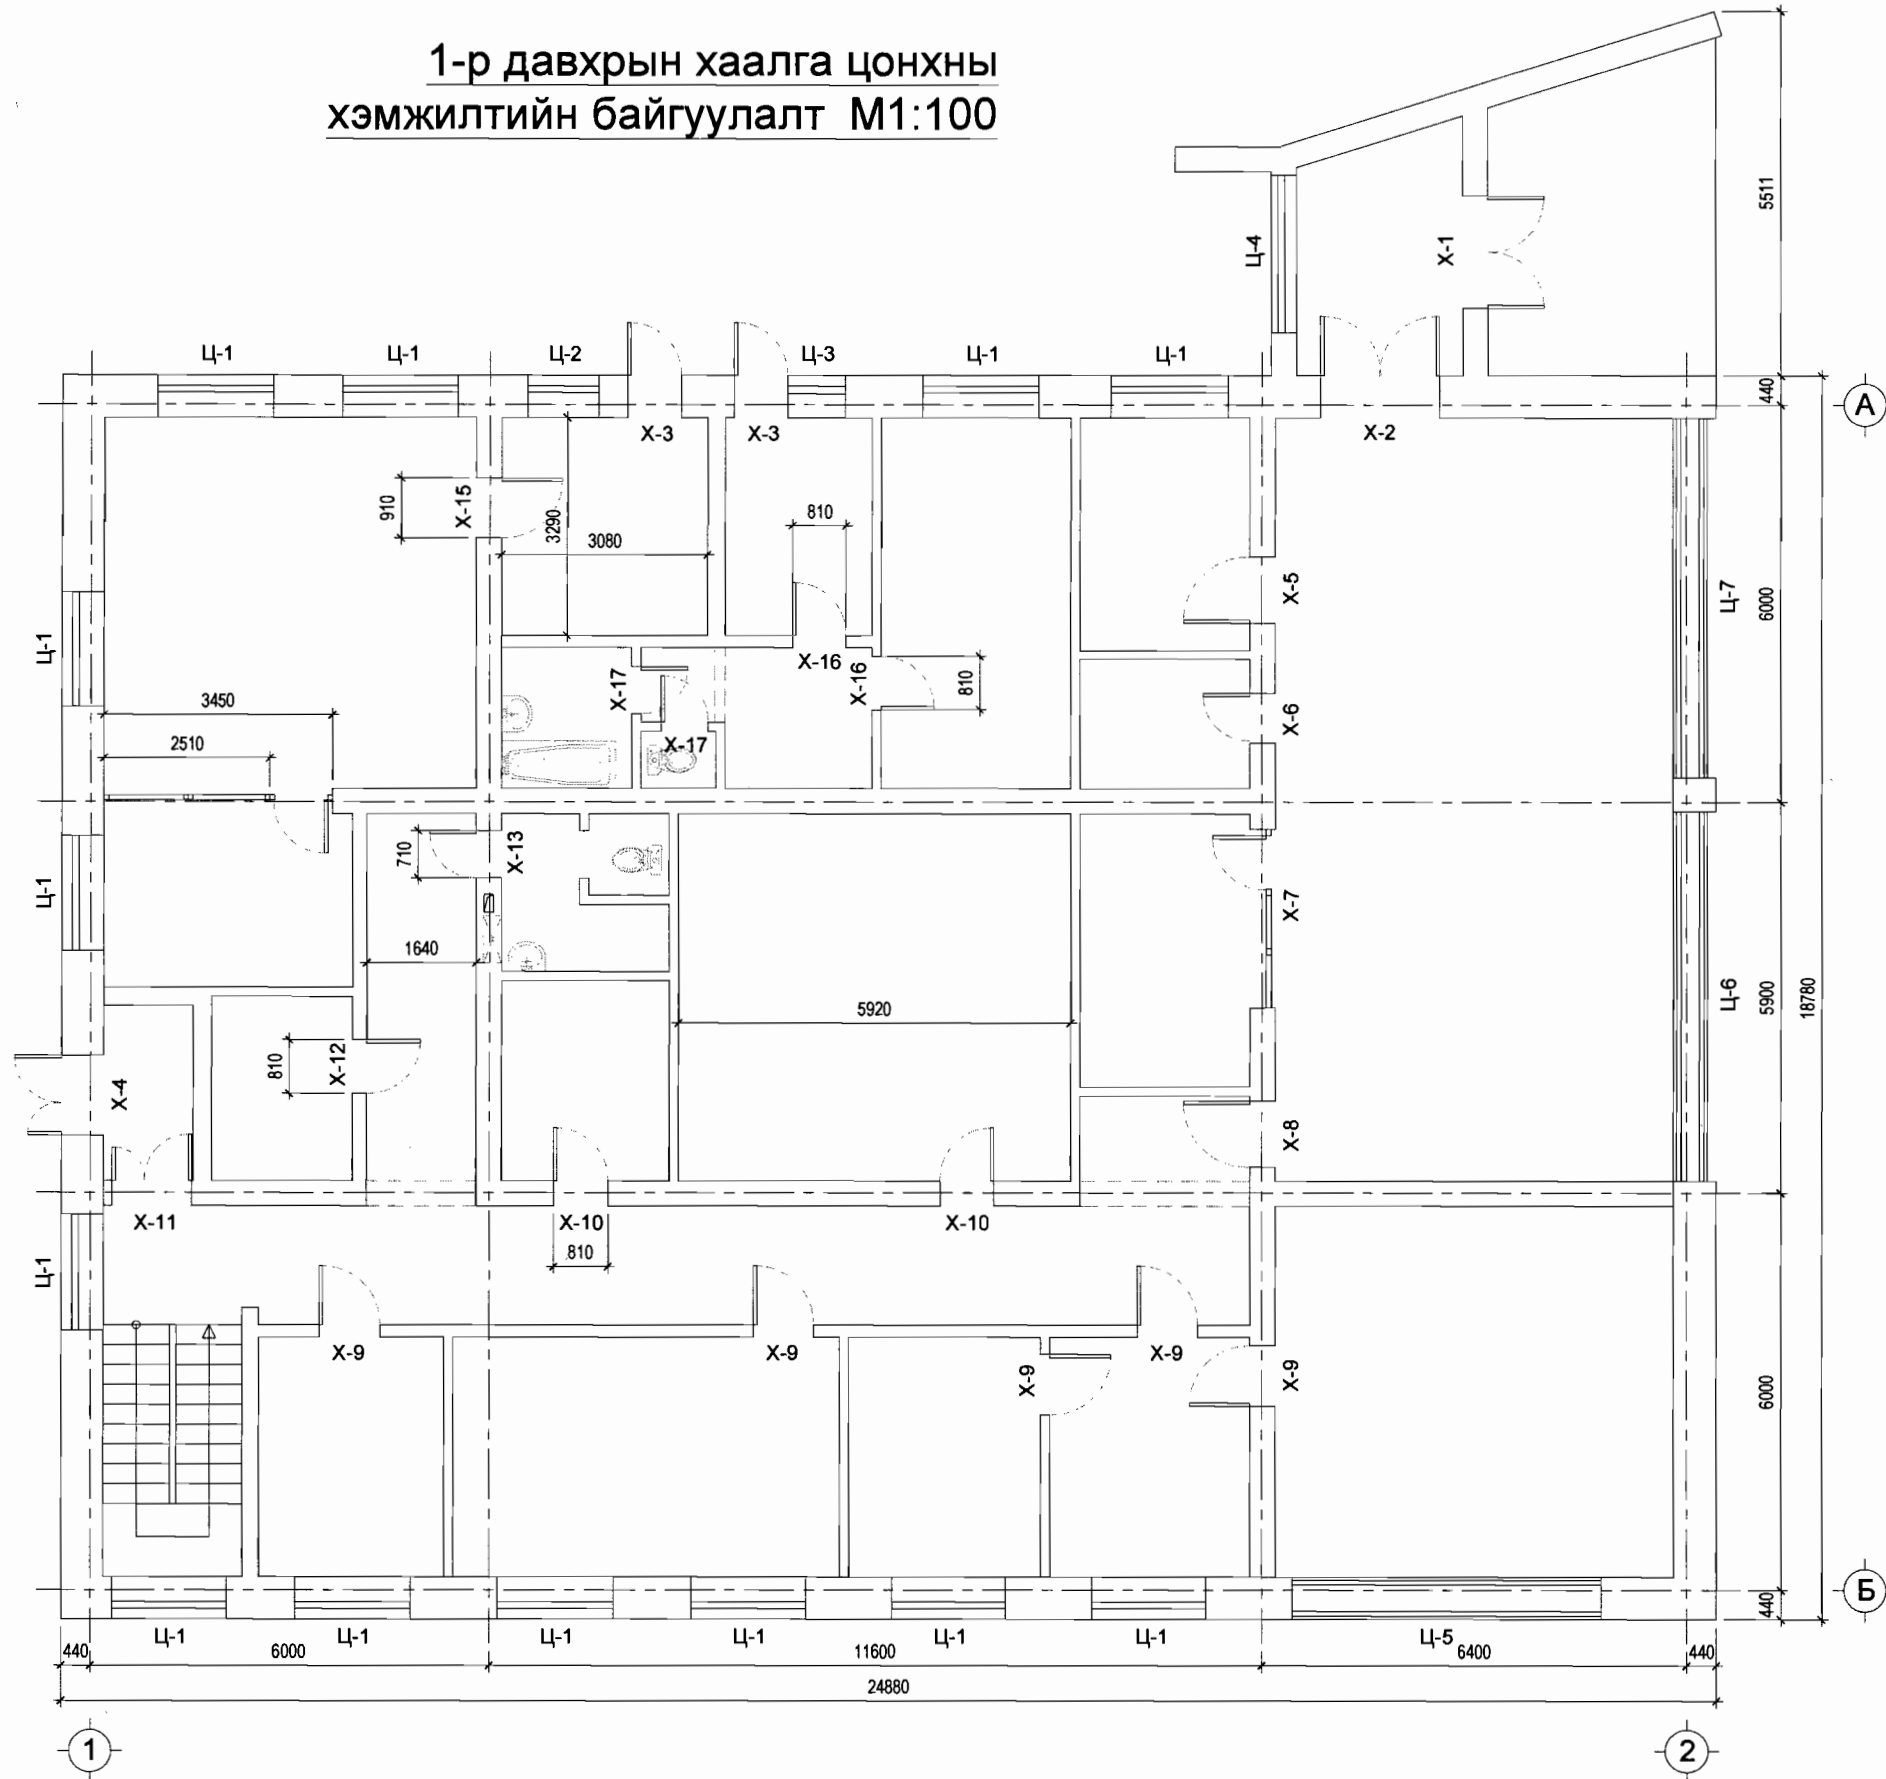 1-р давхрын хаалга цонхны
хэмжилтийн байгуулалт М1:100
5511
Ц-4
Х-1
Ц-1
Ц-1
Ц-2
Ц-3
Ц-1
Ц-1
440
А
Х-3
Х-3
Х-2
910
Х-15
3290
3080
810
Х-5
Ц-7
6000
Ц-1
Х-17
Х-16
Х-16
810
3450
Х-6
2510
Х-17
710
Х-13
Ц-1
Х-7
1640
5920
Ц-6
5900
18780
810
Х-12
Х-4
Х-8
Х-11
Х-10
Х-10
810
Ц-1
Х-9
Х-9
Х-9
Х-9
Х-9
6000
440
Б
Ц-1
Ц-1
Ц-1
Ц-1
Ц-1
Ц-1
Ц-5
440
6000
11600
6400
440
24880
1
2